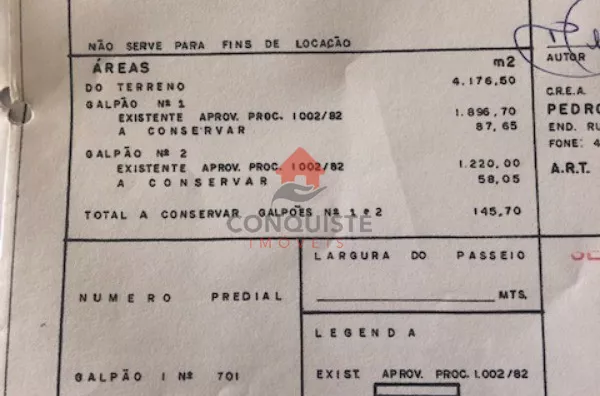 NÃO SERVE PARA FINS DE LOCAÇÃO
ÁREAS m2
DO TERRENO 4.176,50
GALPÃO Nº 1
EXISTENTE APROV. PROC. 1002/82 1.896,70
A CONSERVAR 87,65
GALPÃO Nº 2
EXISTENTE APROV. PROC. 1002/82 1.220,00
A CONSERVAR 58,05
TOTAL A CONSERVAR GALPÕES Nº 1 e 2 145,70
CONQUISTE
IMÓVEIS
LARGURA DO PASSEIO
MTS.
NUMERO PREDIAL
GALPÃO I Nº 701
LEGENDA
EXIST. APROV. PROC. 1.002/82
AUTOR
C.R.E.A.
PEDRO
END. RU
FONE: 4
A.R.T.